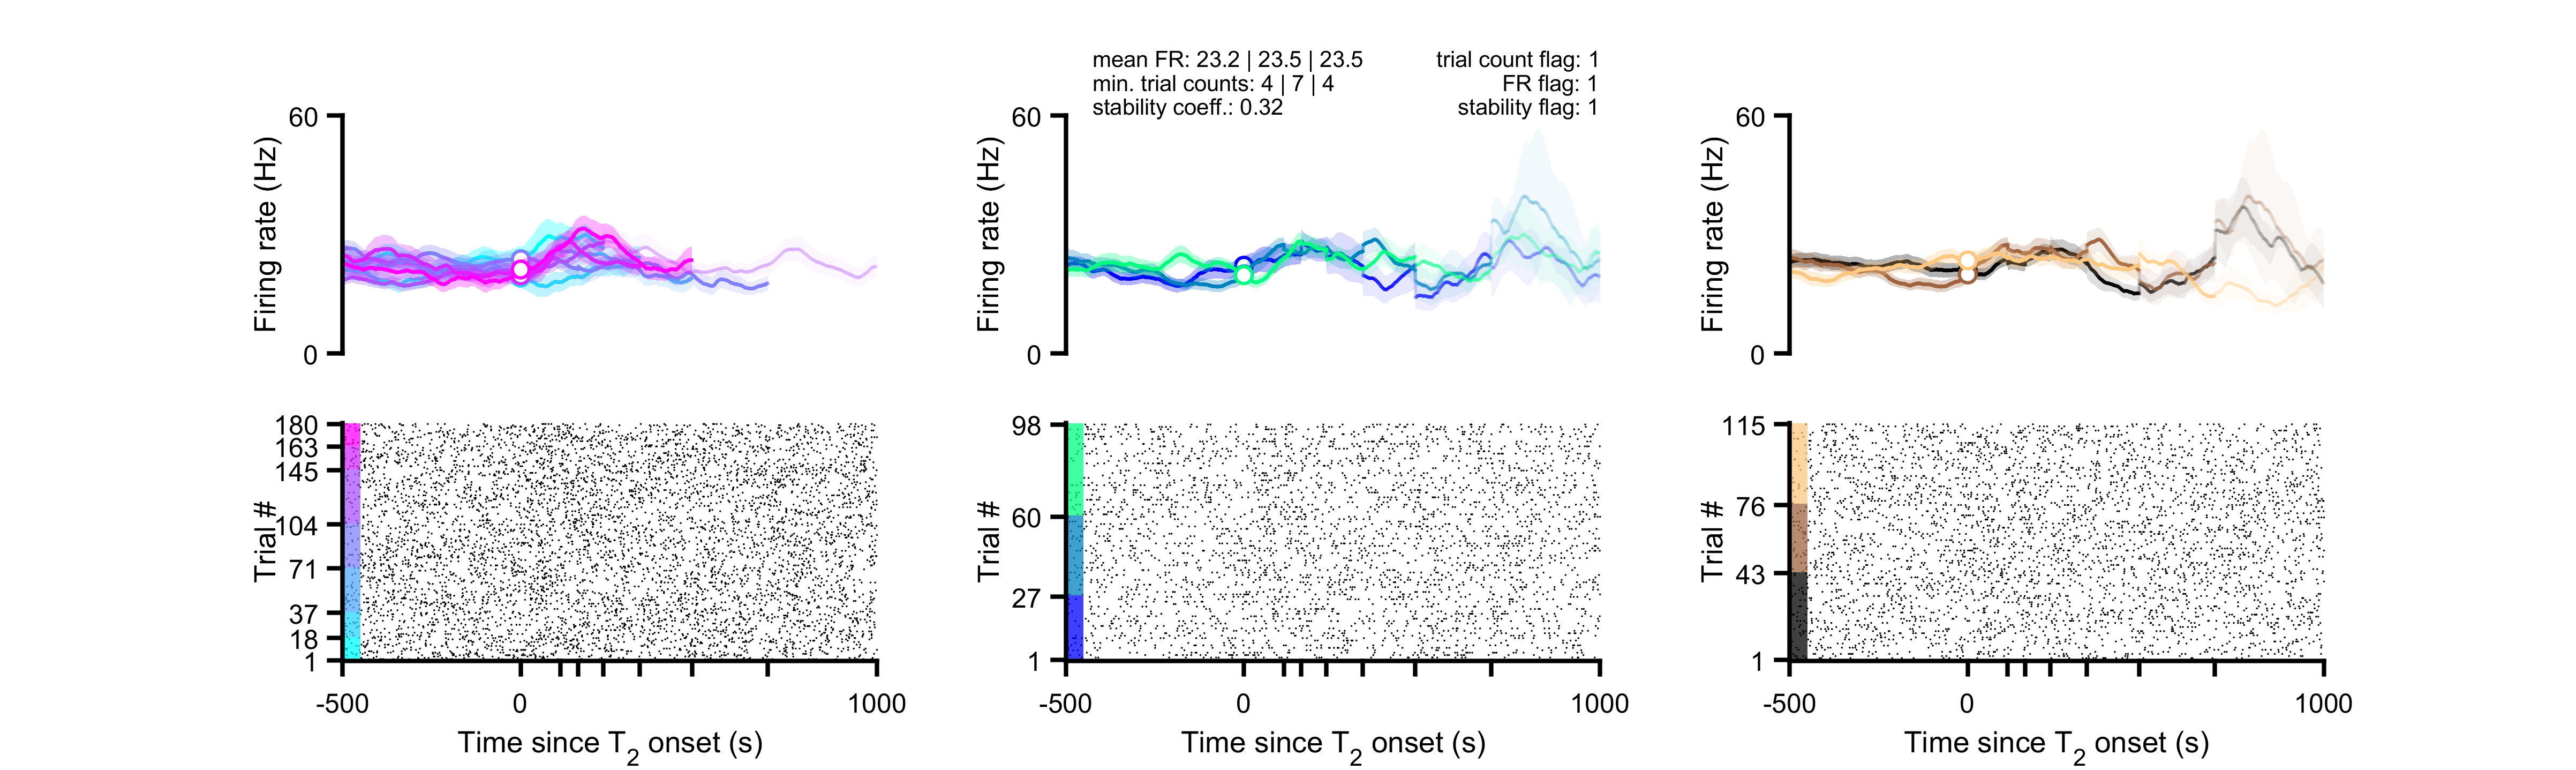 mean FR: 23.2 | 23.5 | 23.5
min. trial counts: 4 | 7 | 4
stability coeff.: 0.32
trial count flag: 1
FR flag: 1
stability flag: 1
60
Firing rate (Hz)
0
60
Firing rate (Hz)
0
60
Firing rate (Hz)
0
180
163
145
104
71
37
18
1
Trial #
-500
0
1000
Time since T2 onset (s)
98
60
27
1
Trial #
-500
0
1000
Time since T2 onset (s)
115
76
43
1
Trial #
-500
0
1000
Time since T2 onset (s)